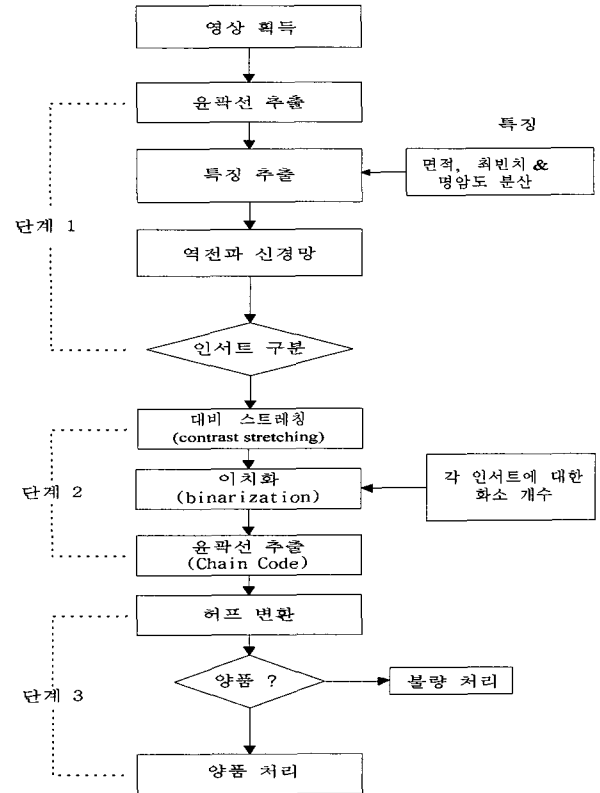 영상 획득
윤곽선 추출
특징
특징 추출
면적, 최빈치 &
명암도 분산
단계 1
역전파 신경망
인서트 구분
대비 스트레칭
(contrast stretching)
단계 2
이치화
(binarization)
각 인서트에 대한
화소 개수
윤곽선 추출
(Chain Code)
허프 변환
단계 3
양품 ?
불량 처리
양품 처리